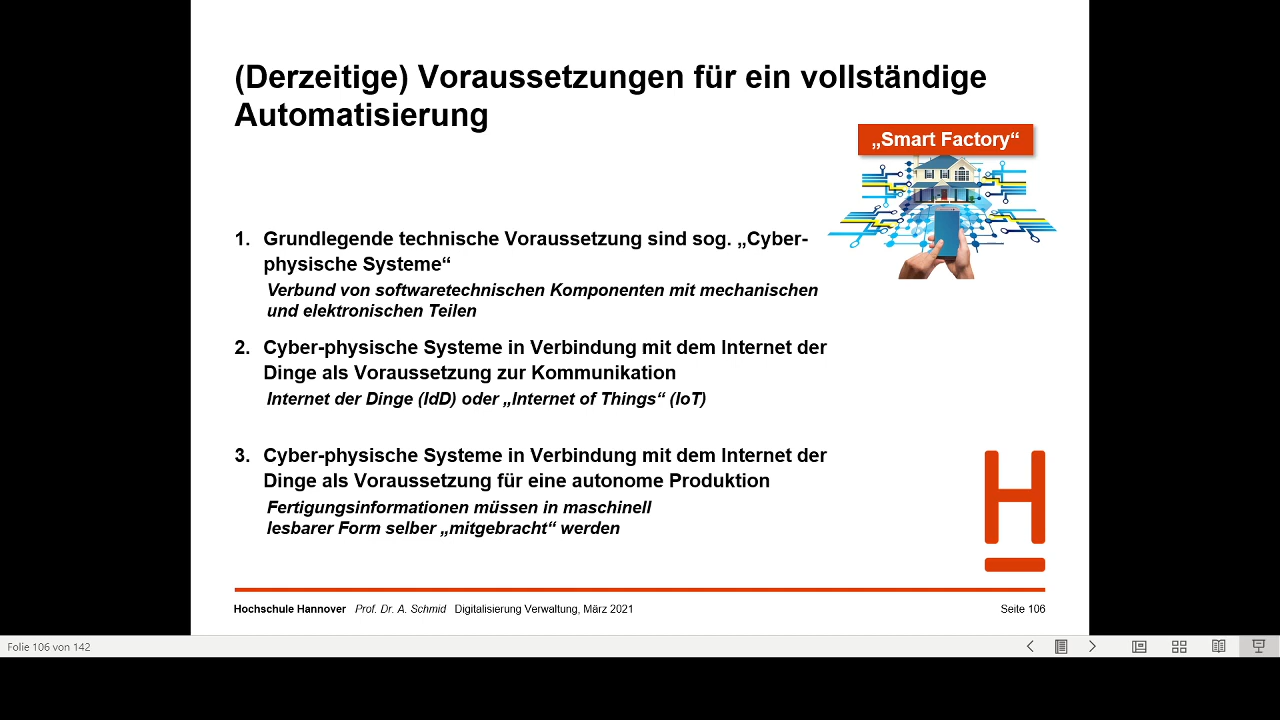 (Derzeitige) Voraussetzungen für ein vollständige
Automatisierung
„Smart Factory“
1. Grundlegende technische Voraussetzung sind sog. „Cyber-
physische Systeme“
Verbund von softwaretechnischen Komponenten mit mechanischen
und elektronischen Teilen
2. Cyber-physische Systeme in Verbindung mit dem Internet der
Dinge als Voraussetzung zur Kommunikation
Internet der Dinge (IdD) oder „Internet of Things“ (IoT)
3. Cyber-physische Systeme in Verbindung mit dem Internet der
Dinge als Voraussetzung für eine autonome Produktion
Fertigungsinformationen müssen in maschinell
lesbarer Form selber „mitgebracht“ werden
H
Hochschule Hannover Prof. Dr. A. Schmid Digitalisierung Verwaltung, März 2021 Seite 106
Folie 106 von 142